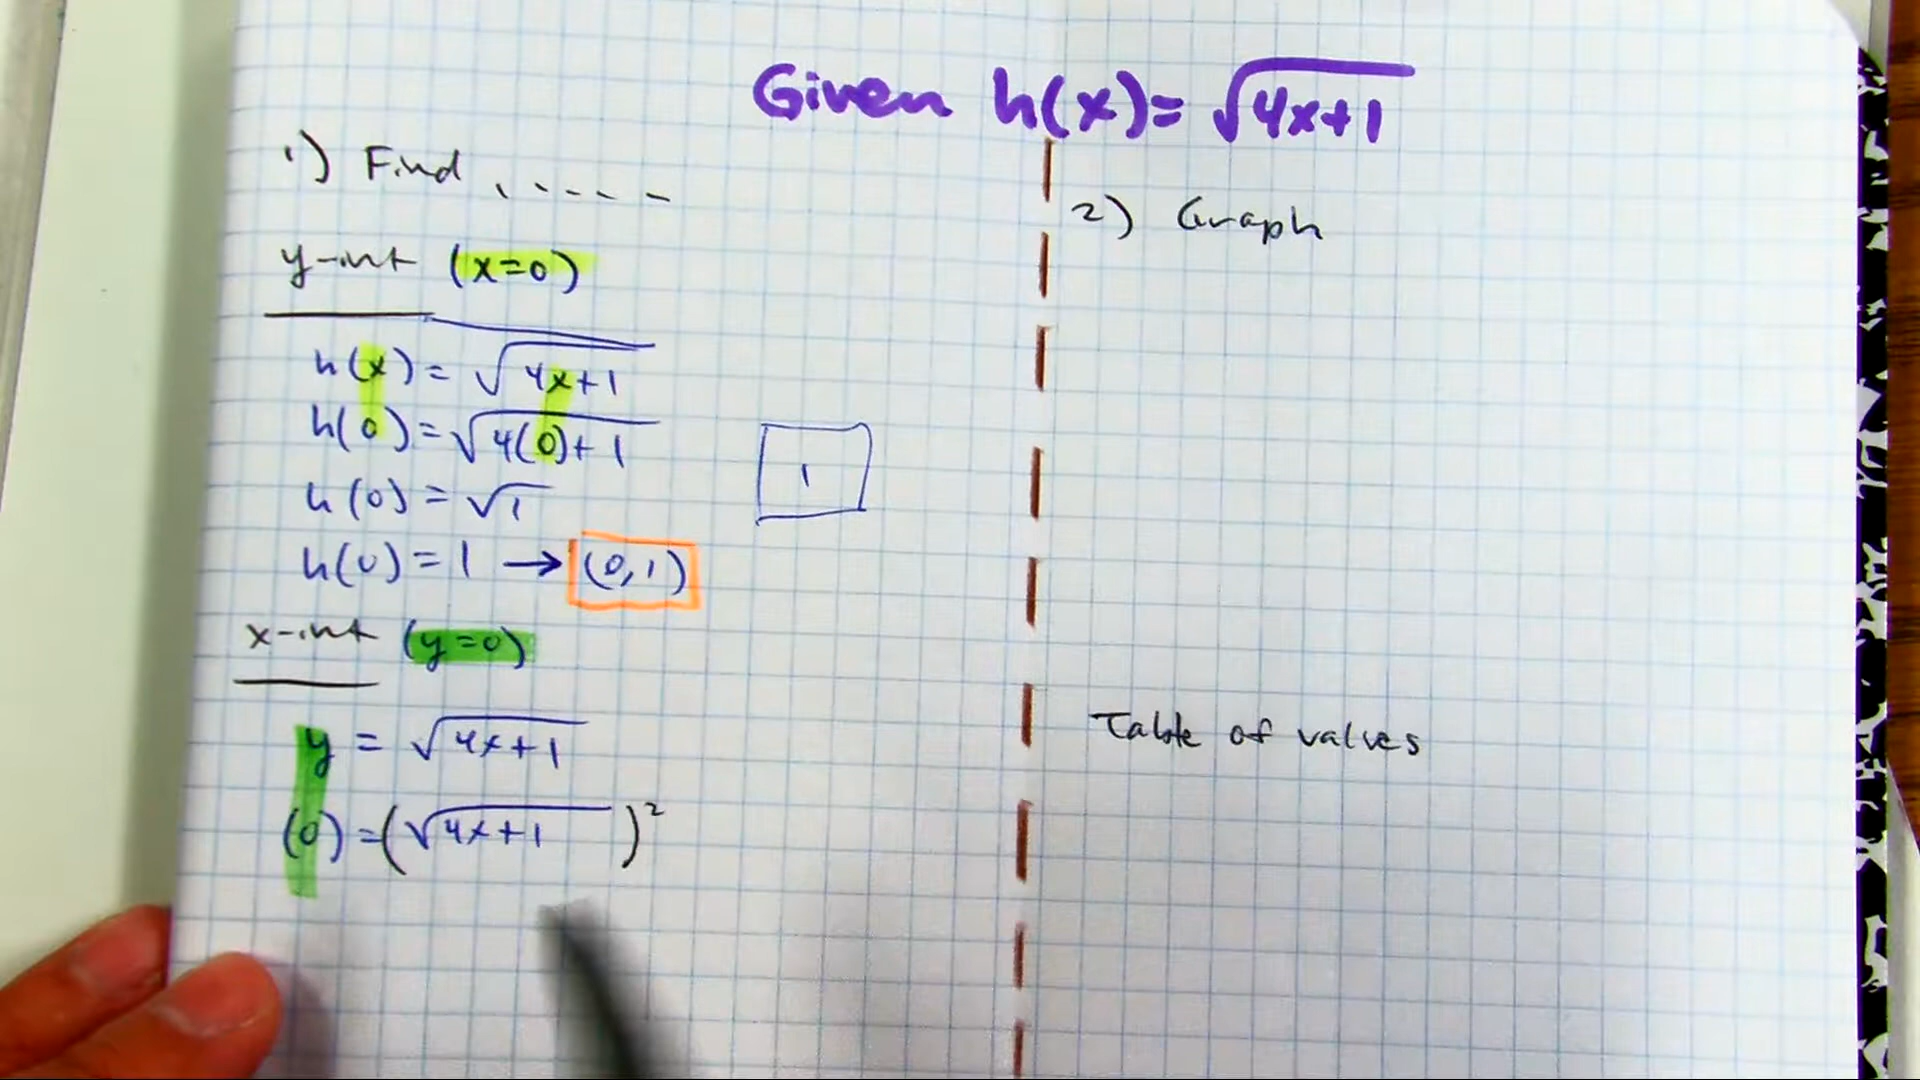 Given h(x)= √4x+1
1) Find . - - - -
y-int (x=0)
h(x) = √4x+1
h(0) = √4(0)+1
h(0) = √1
h(0) = 1 → (0,1)
1
x-int (y=0)
y = √4x+1
(0) = (√4x+1 )²
2) Graph
Table of values